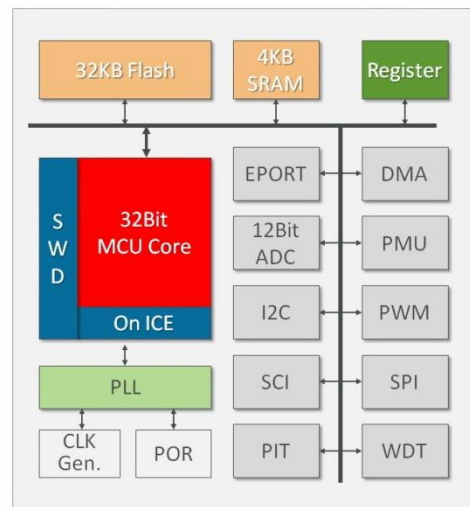 32KB Flash
4KB
SRAM
Register
S
W
D
32Bit
MCU Core
On ICE
PLL
CLK
Gen.
POR
EPORT
DMA
12Bit
ADC
PMU
I2C
PWM
SCI
SPI
PIT
WDT